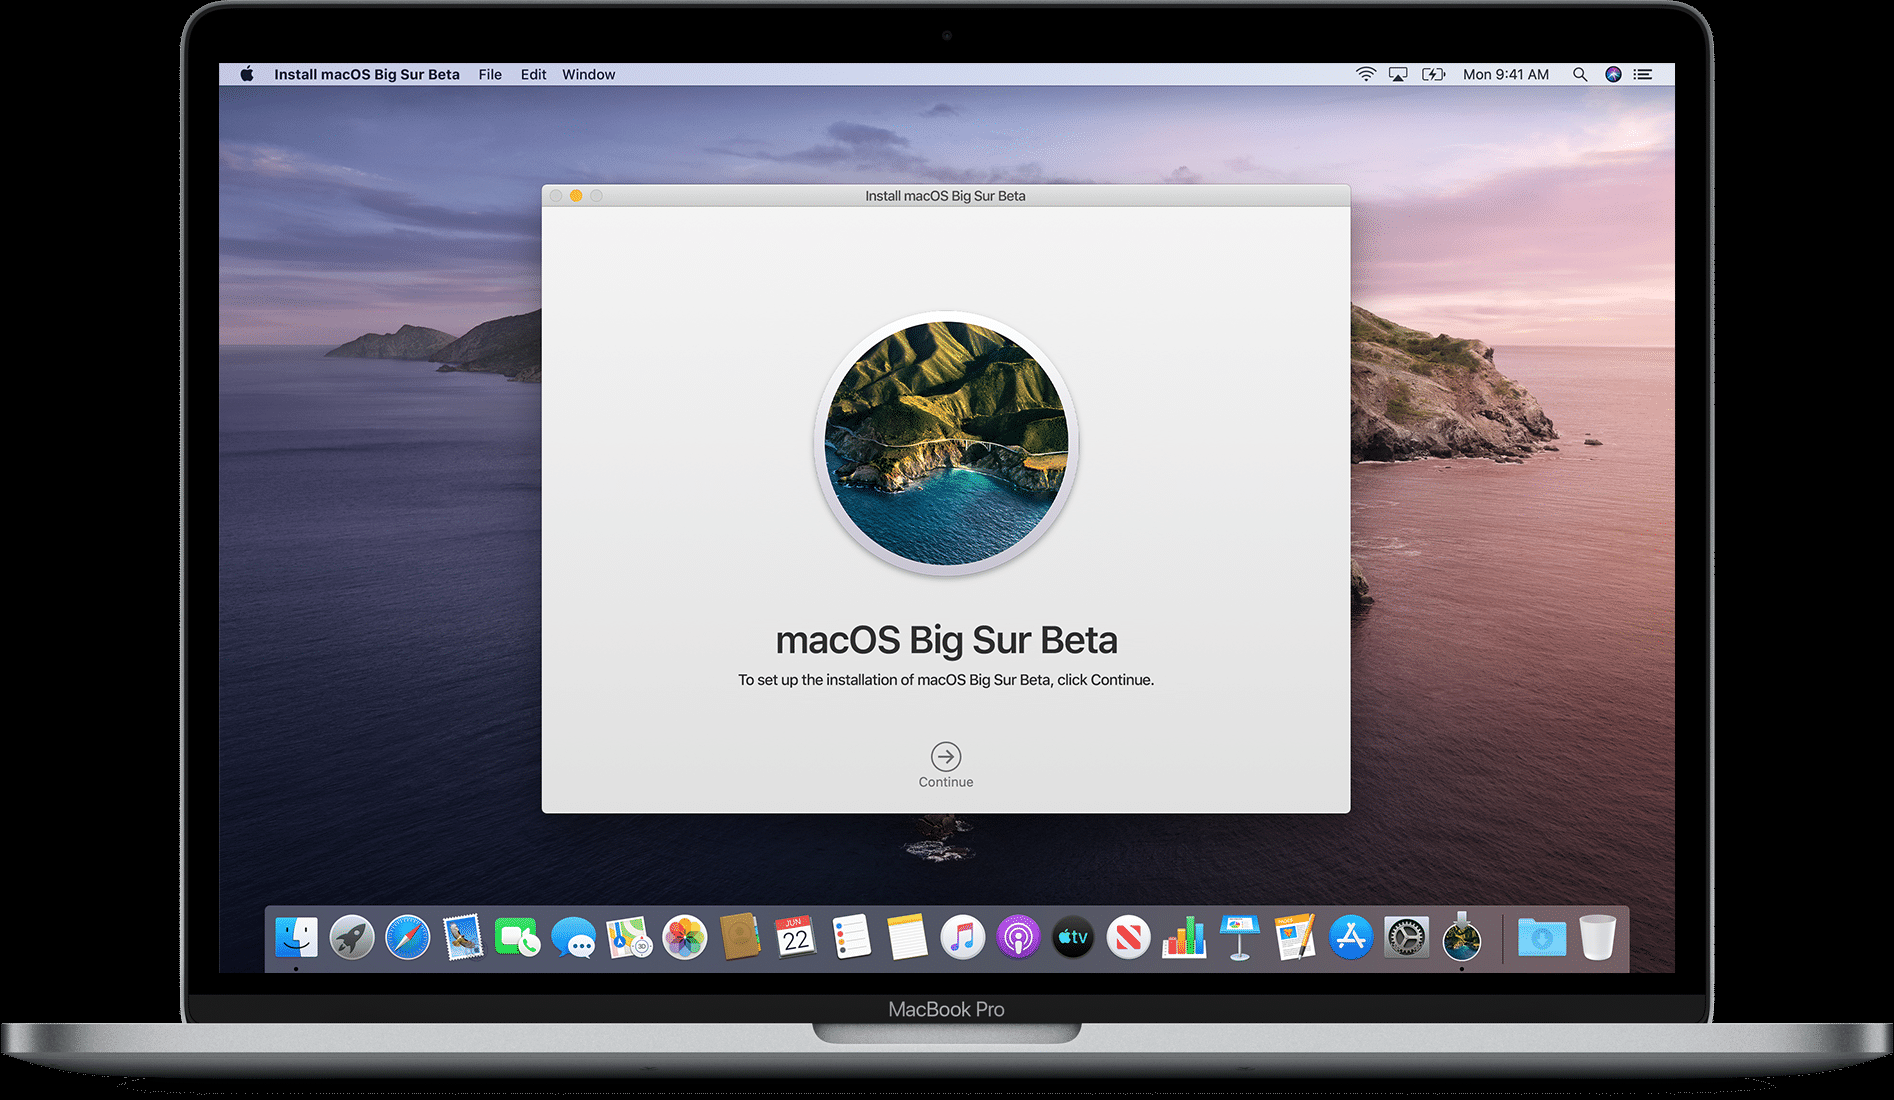 Install macOS Big Sur Beta File Edit Window Mon 9:41 AM
Install macOS Big Sur Beta
macOS Big Sur Beta
To set up the installation of macOS Big Sur Beta, click Continue.
Continue
3D
JUN
22
tv
PAGES
MacBook Pro